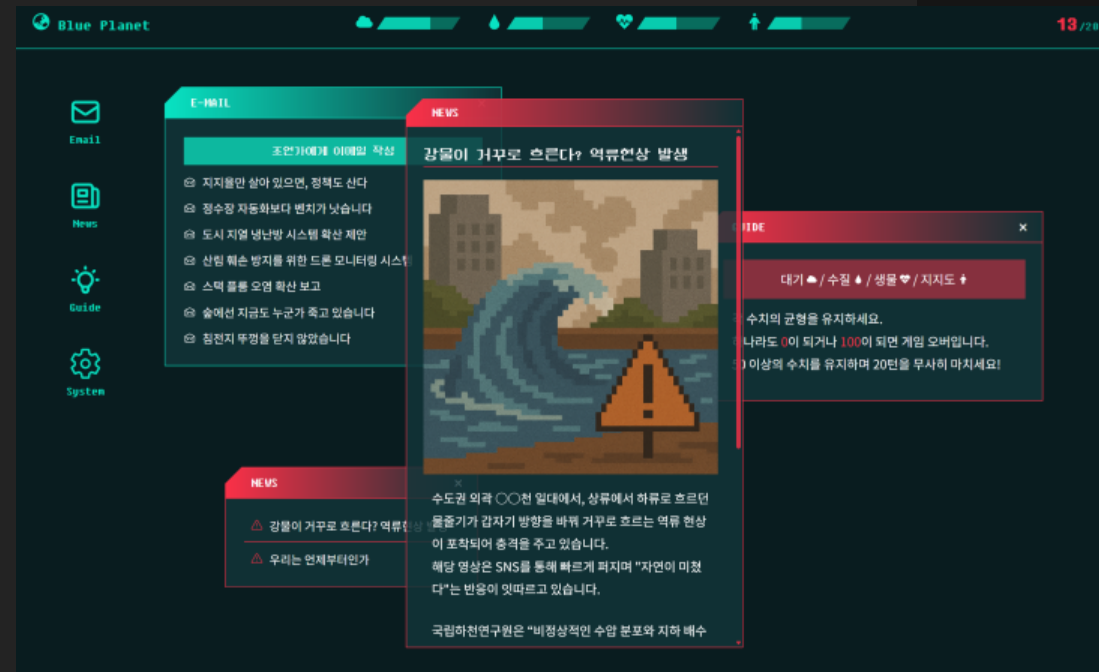 Blue Planet
13/20
Email
News
Guide
System
E-MAIL
조언가에게 이메일 작성
지지율만 살아 있으면, 정책도 산다
정수장 자동화보다 벤치가 낫습니다
도시 지열 냉난방 시스템 확산 제안
산림 훼손 방지를 위한 드론 모니터링 시스템
스덕 플룸 오염 확산 보고
숲에선 지금도 누군가 죽고 있습니다
침전지 뚜껑을 닫지 않았습니다
NEWS
강물이 거꾸로 흐른다? 역류현상
우리는 언제부터인가
NEWS
강물이 거꾸로 흐른다? 역류현상 발생
수도권 외곽 ○○천 일대에서, 상류에서 하류로 흐르던
물줄기가 갑자기 방향을 바꿔 거꾸로 흐르는 역류 현상
이 포착되어 충격을 주고 있습니다.
해당 영상은 SNS를 통해 빠르게 퍼지며 "자연이 미쳤
다"는 반응이 잇따르고 있습니다.
국립하천연구원은 "비정상적인 수압 분포와 지하 배수
IDE
대기 / 수질 / 생물 / 지지도
수치의 균형을 유지하세요.
나라도 0이 되거나 100이 되면 게임 오버입니다.
0 이상의 수치를 유지하며 20턴을 무사히 마치세요!